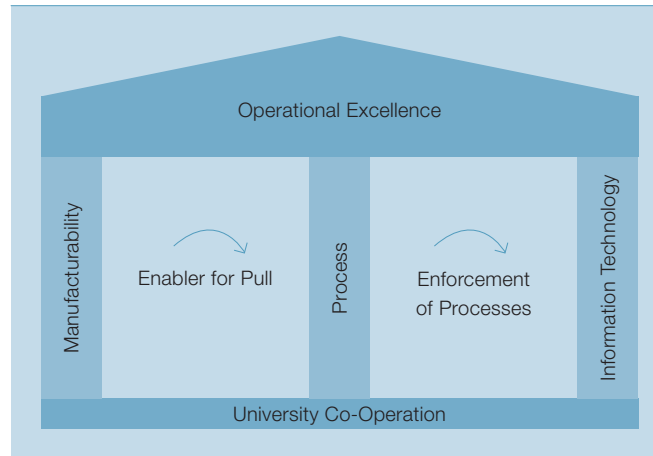 Operational Excellence
Manufacturability
Enabler for Pull
Process
Enforcement
of Processes
Information Technology
University Co-Operation